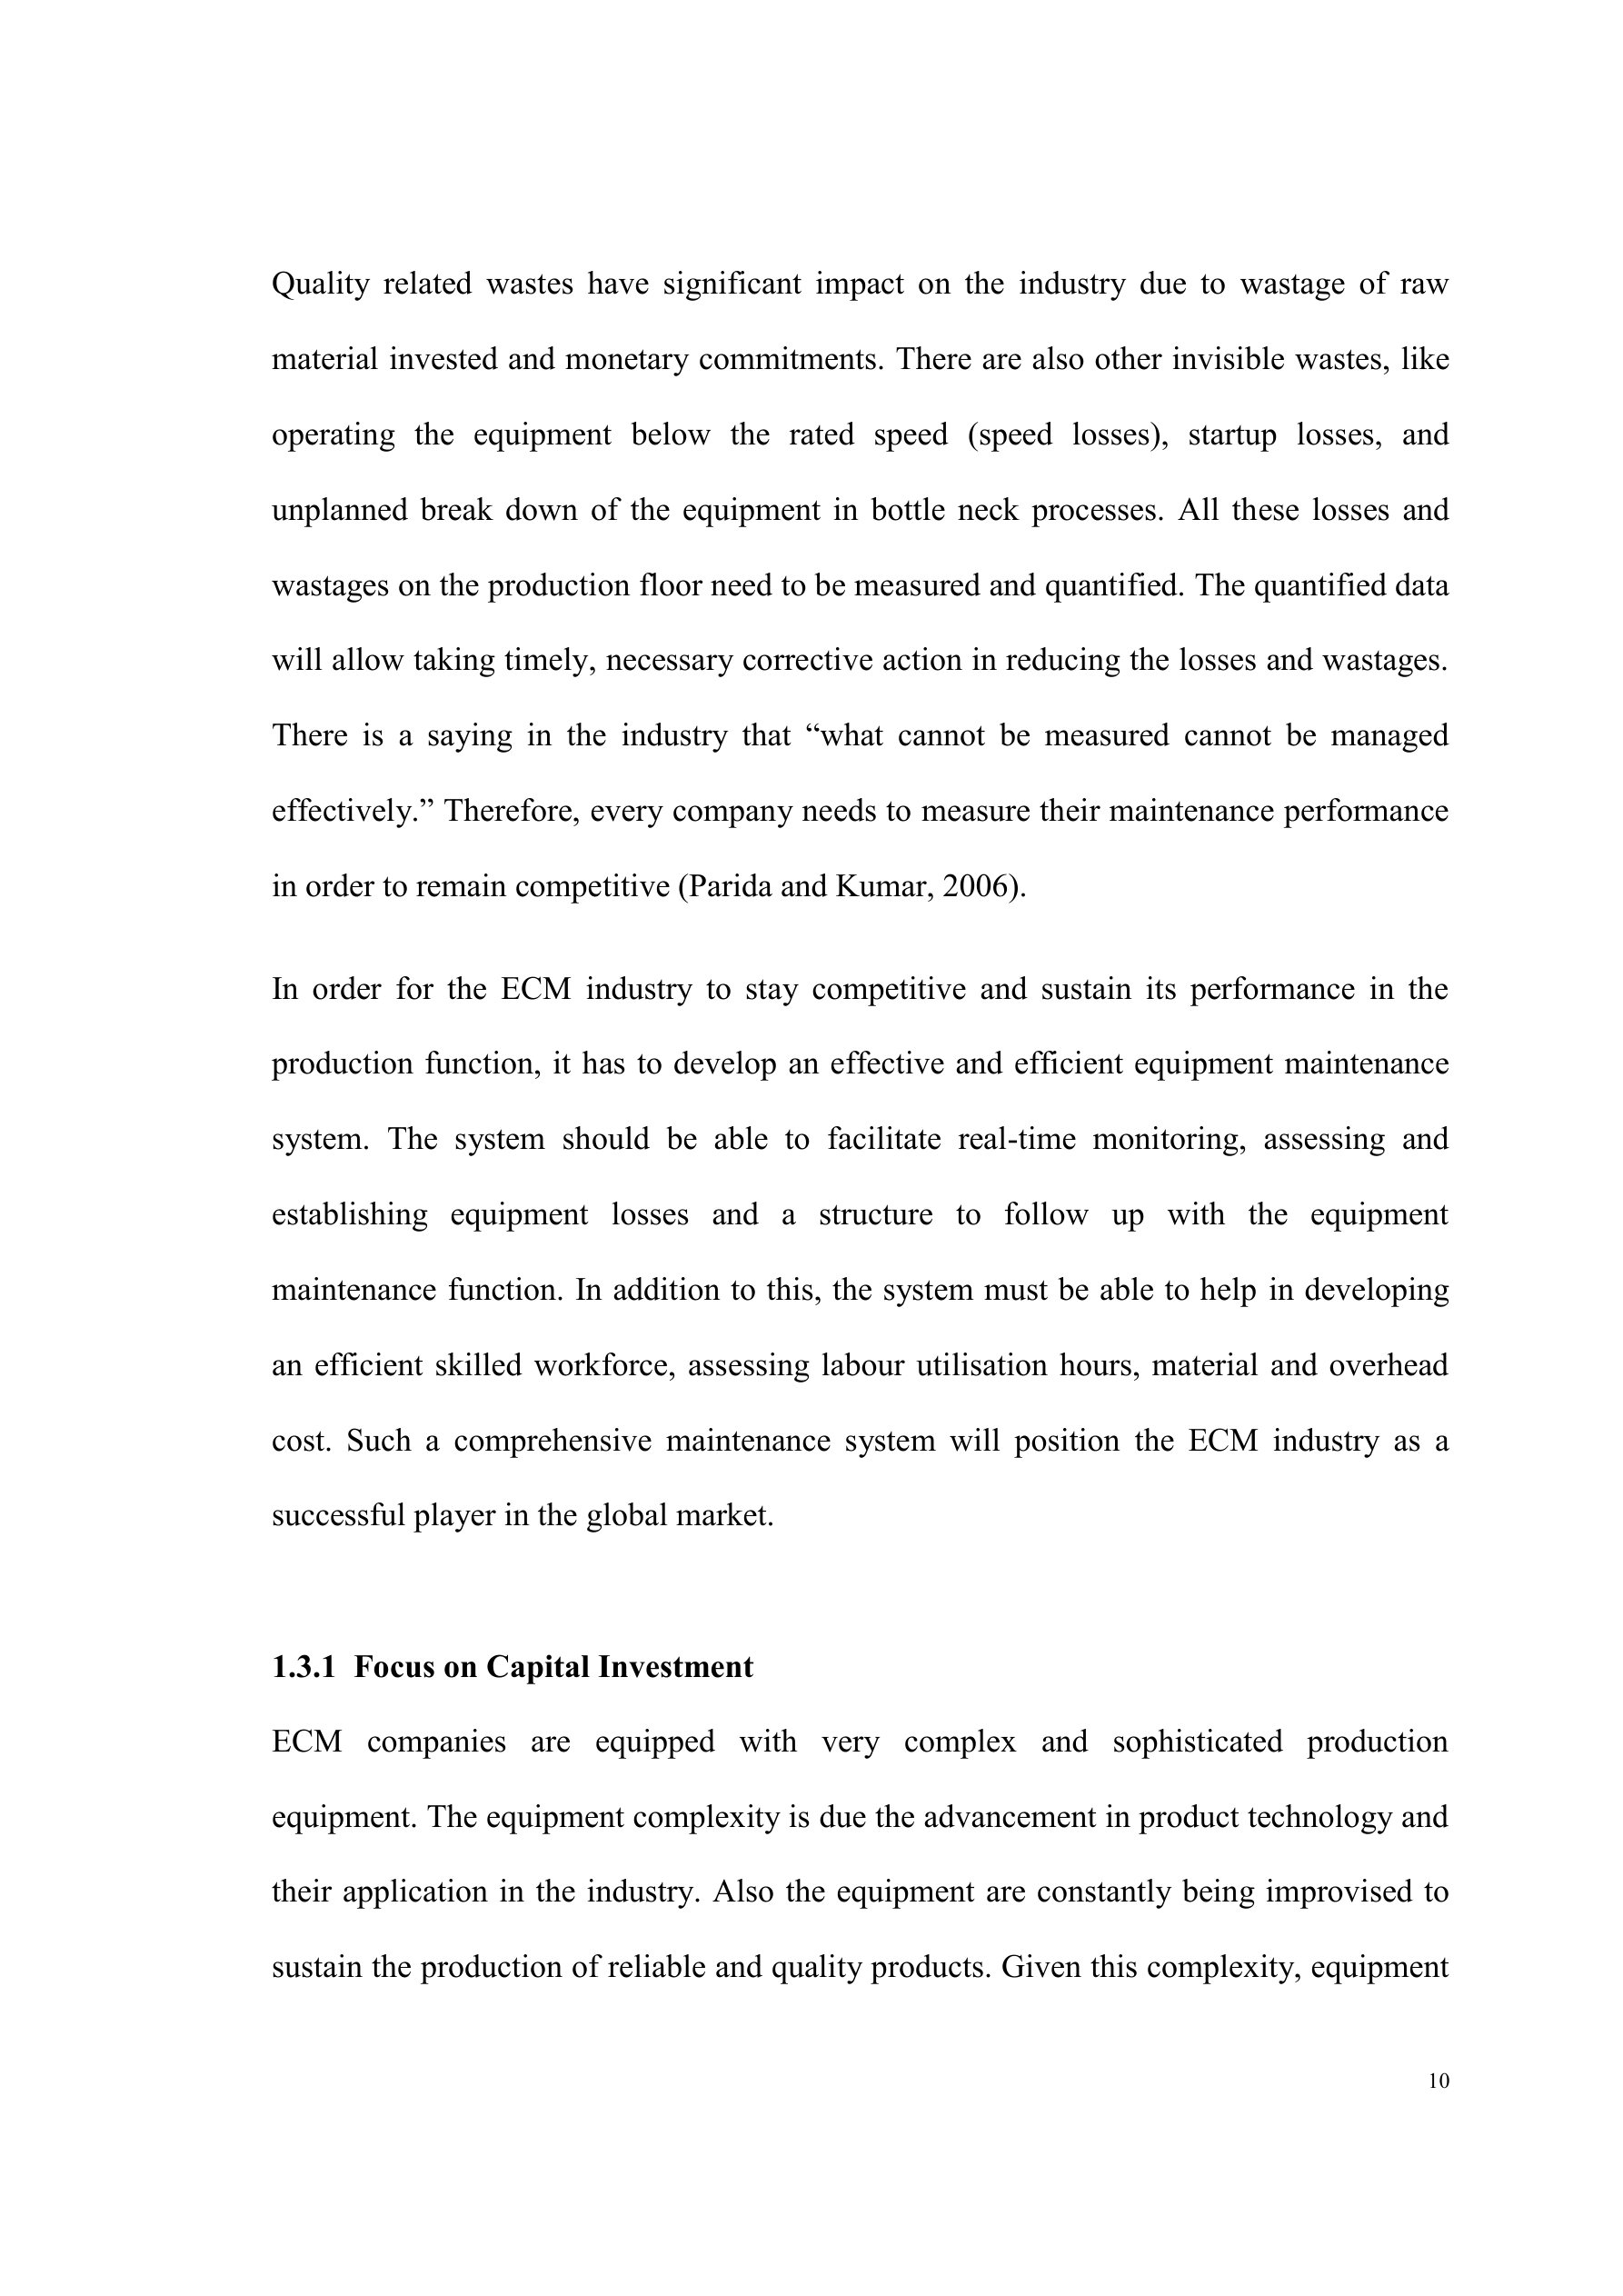 Quality related wastes have significant impact on the industry due to wastage of raw
material invested and monetary commitments. There are also other invisible wastes, like
operating the equipment below the rated speed (speed losses), startup losses, and
unplanned break down of the equipment in bottle neck processes. All these losses and
wastages on the production floor need to be measured and quantified. The quantified data
will allow taking timely, necessary corrective action in reducing the losses and wastages.
There is a saying in the industry that “what cannot be measured cannot be managed
effectively.” Therefore, every company needs to measure their maintenance performance
in order to remain competitive (Parida and Kumar, 2006).
In order for the ECM industry to stay competitive and sustain its performance in the
production function, it has to develop an effective and efficient equipment maintenance
system. The system should be able to facilitate real-time monitoring, assessing and
establishing equipment losses and a structure to follow up with the equipment
maintenance function. In addition to this, the system must be able to help in developing
an efficient skilled workforce, assessing labour utilisation hours, material and overhead
cost. Such a comprehensive maintenance system will position the ECM industry as a
successful player in the global market.
1.3.1 Focus on Capital Investment
ECM companies are equipped with very complex and sophisticated production
equipment. The equipment complexity is due the advancement in product technology and
their application in the industry. Also the equipment are constantly being improvised to
sustain the production of reliable and quality products. Given this complexity, equipment
10